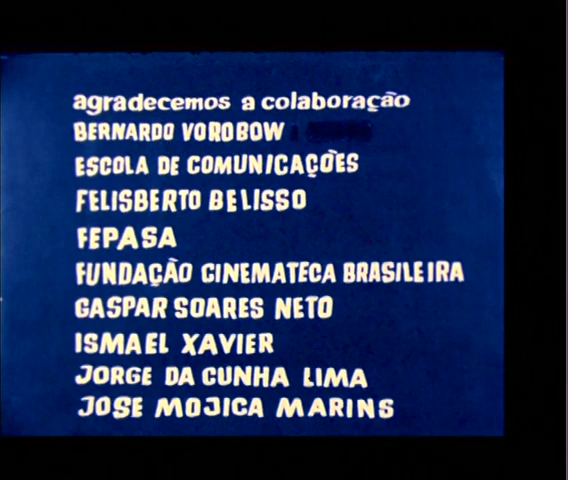 agradecemos a colaboração
BERNARDO VOROBOW
ESCOLA DE COMUNICAÇÕES
FELISBERTO BELISSO
FEPASA
FUNDAÇÃO CINEMATECA BRASILEIRA
GASPAR SOARES NETO
ISMAEL XAVIER
JORGE DA CUNHA LIMA
JOSE MOJICA MARINS